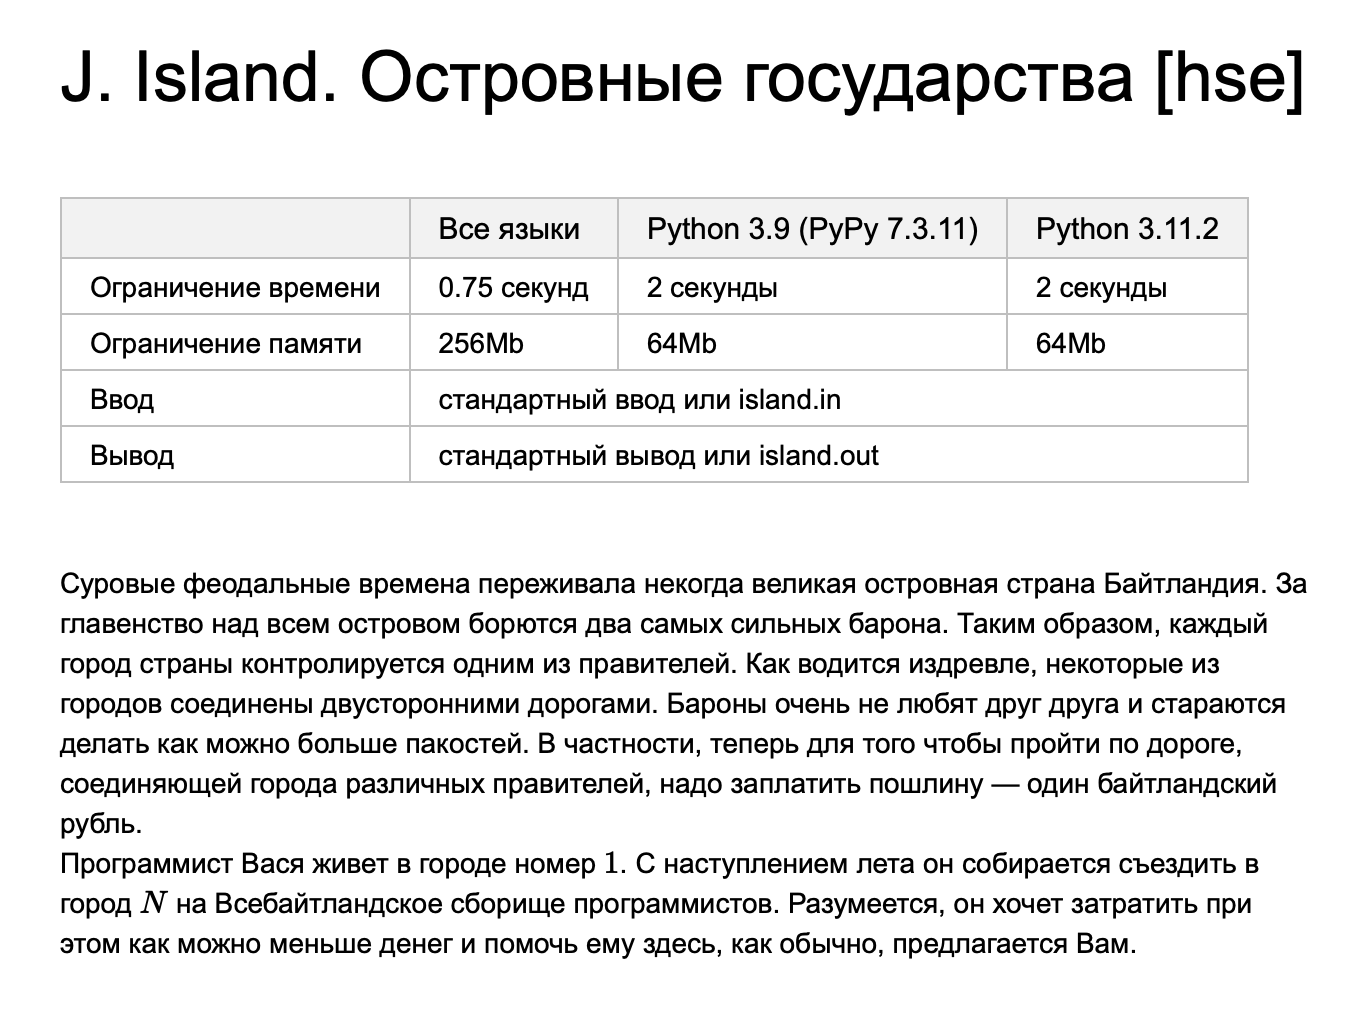 J. Island. Островные государства [hse]
Все языки Python 3.9 (PyPy 7.3.11) Python 3.11.2
Ограничение времени 0.75 секунд 2 секунды 2 секунды
Ограничение памяти 256Mb 64Mb 64Mb
Ввод стандартный ввод или island.in
Вывод стандартный вывод или island.out
Суровые феодальные времена переживала некогда великая островная страна Байтландия. За
главенство над всем островом борются два самых сильных барона. Таким образом, каждый
город страны контролируется одним из правителей. Как водится издревле, некоторые из
городов соединены двусторонними дорогами. Бароны очень не любят друг друга и стараются
делать как можно больше пакостей. В частности, теперь для того чтобы пройти по дороге,
соединяющей города различных правителей, надо заплатить пошлину — один байтландский
рубль.
Программист Вася живет в городе номер 1. С наступлением лета он собирается съездить в
город N на Всебайтландское сборище программистов. Разумеется, он хочет затратить при
этом как можно меньше денег и помочь ему здесь, как обычно, предлагается Вам.